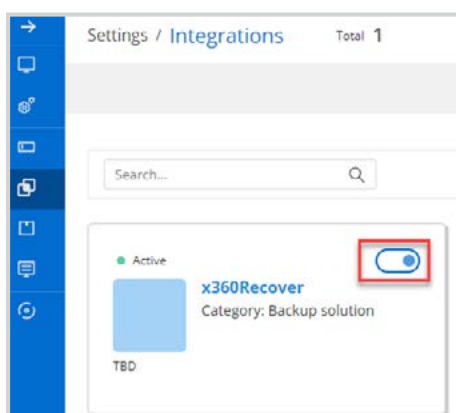 Settings / Integrations Total 1
Search...
Active
x360Recover
Category: Backup solution
TBD